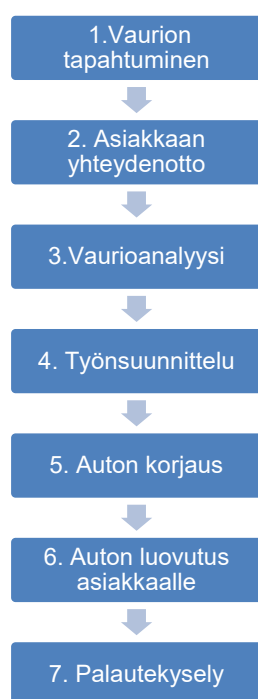 1.Vaurion
tapahtuminen
2. Asiakkaan
yhteydenotto
3.Vaurioanalyysi
4. Työnsuunnittelu
5. Auton korjaus
6. Auton luovutus
asiakkaalle
7. Palautekysely